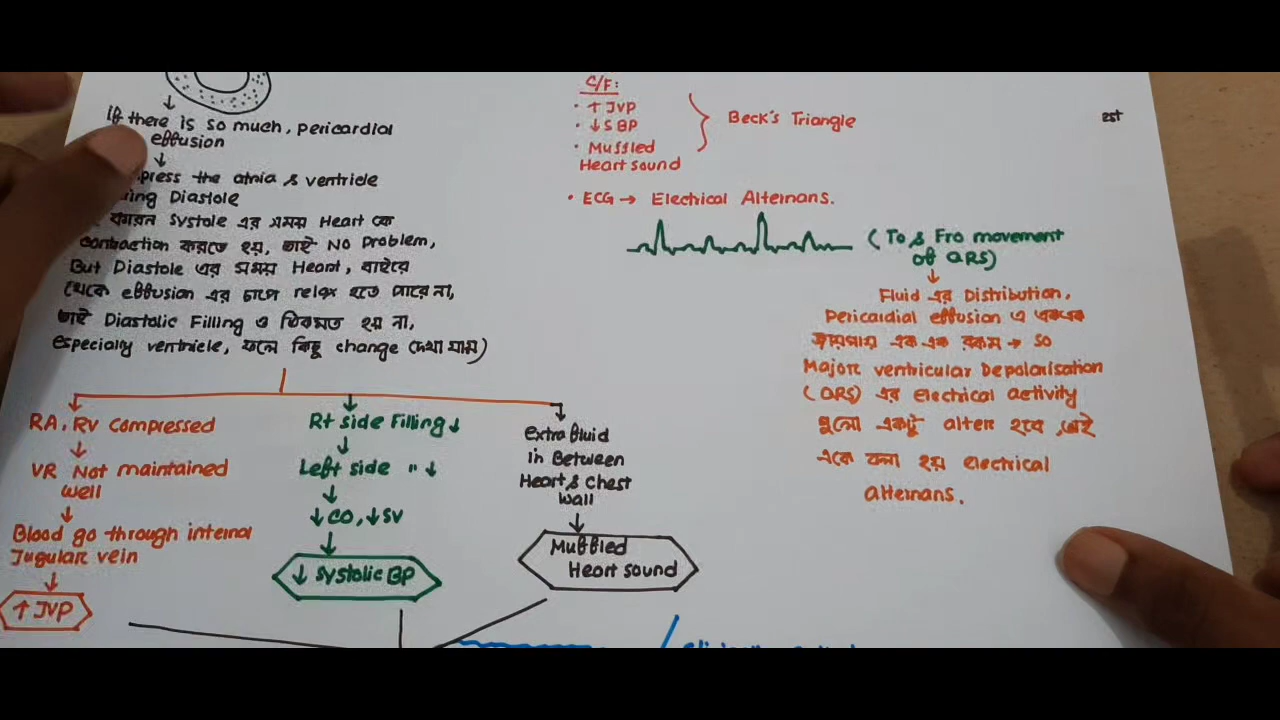 If there is so much, pericardial
effusion
↓
press the atria & ventricle
Diastole
কারন Systole এর সময় Heart কে
contraction করতে হয়, তাই NO Problem,
But Diastole এর সময় Heart, বাইরে
থেকে effusion এর চাপে relax হতে পারে না,
তাই Diastolic Filling ও ঠিকমত হয় না,
especially ventricle, ফলে কিছু change দেখা যায়)
RA, RV compressed
↓
VR Not maintained
well
↓
Blood go through internal
Jugular vein
↓
↑ JVP
Rt side Filling ↓
↓
Left side " ↓
↓
↓CO, ↓SV
↓
↓ Systolic BP
extra fluid
in Between
Heart & Chest
wall
↓
Muffled
Heart sound
C/F:
• ↑ JVP
• ↓ SBP
• Muffled
Heart sound
Beck's Triangle
• ECG → Electrical Alternans.
(To & Fro movement
of QRS)
↓
Fluid এর Distribution,
Pericardial effusion এ একেক
জায়গায় এক এক রকম → so
Major ventricular Depolarisation
(QRS) এর electrical activity
গুলো একটু alter হবে,
একে বলা হয় electrical
alternans.